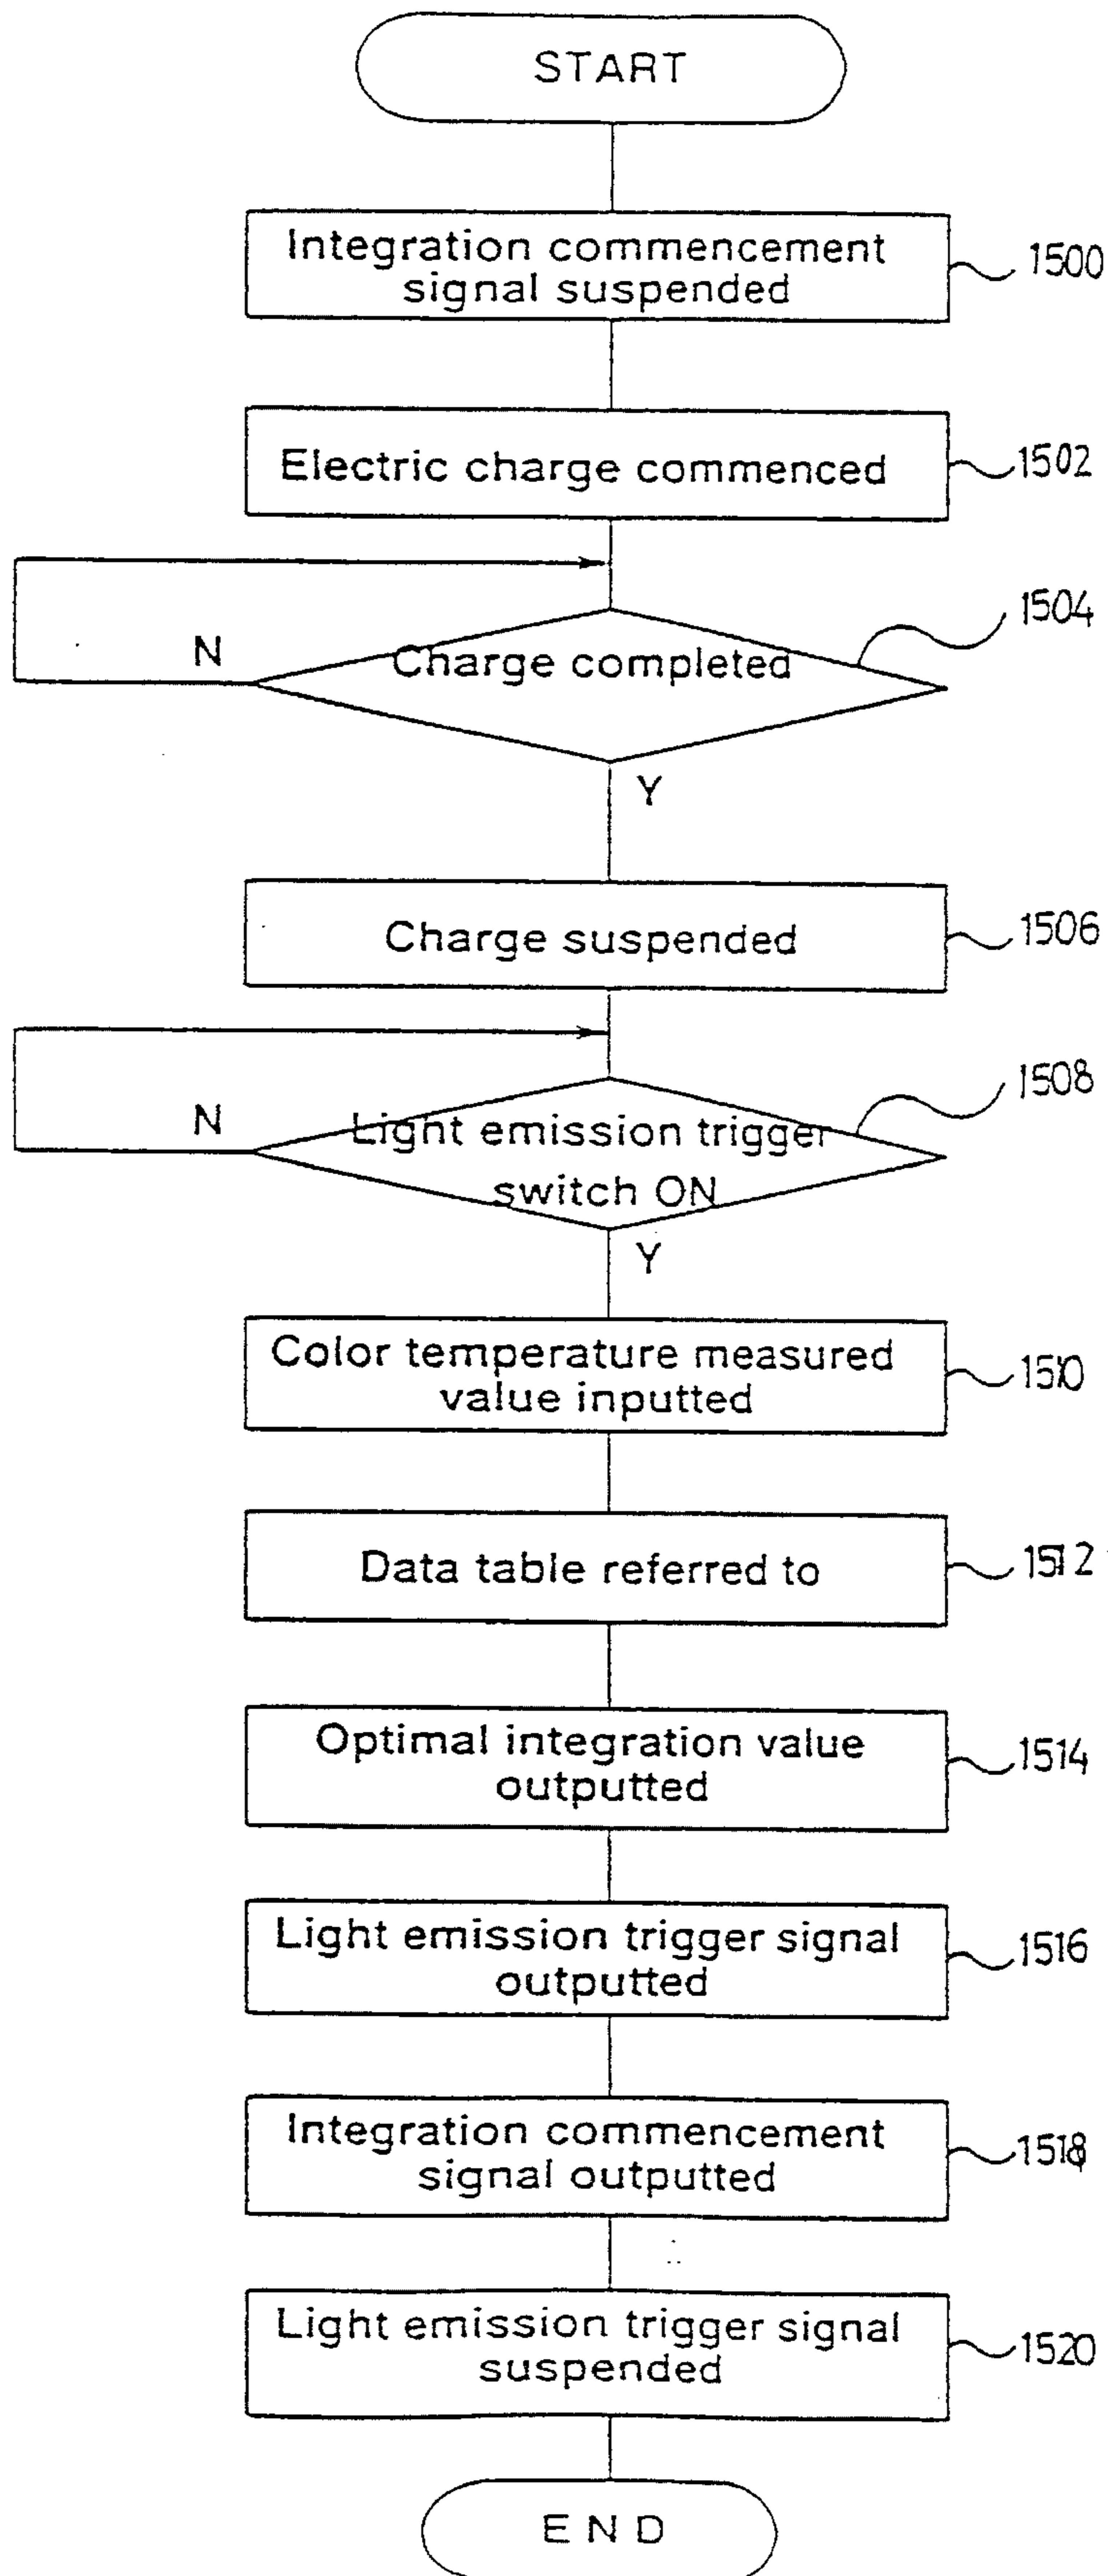 START
Integration commencement
signal suspended
1500
Electric charge commenced
1502
1504
N
Charge completed
Y
Charge suspended
1506
1508
N
Light emission trigger
switch ON
Y
Color temperature measured
value inputted
1510
Data table referred to
1512
Optimal integration value
outputted
1514
Light emission trigger signal
outputted
1516
Integration commencement
signal outputted
1518
Light emission trigger signal
suspended
1520
END